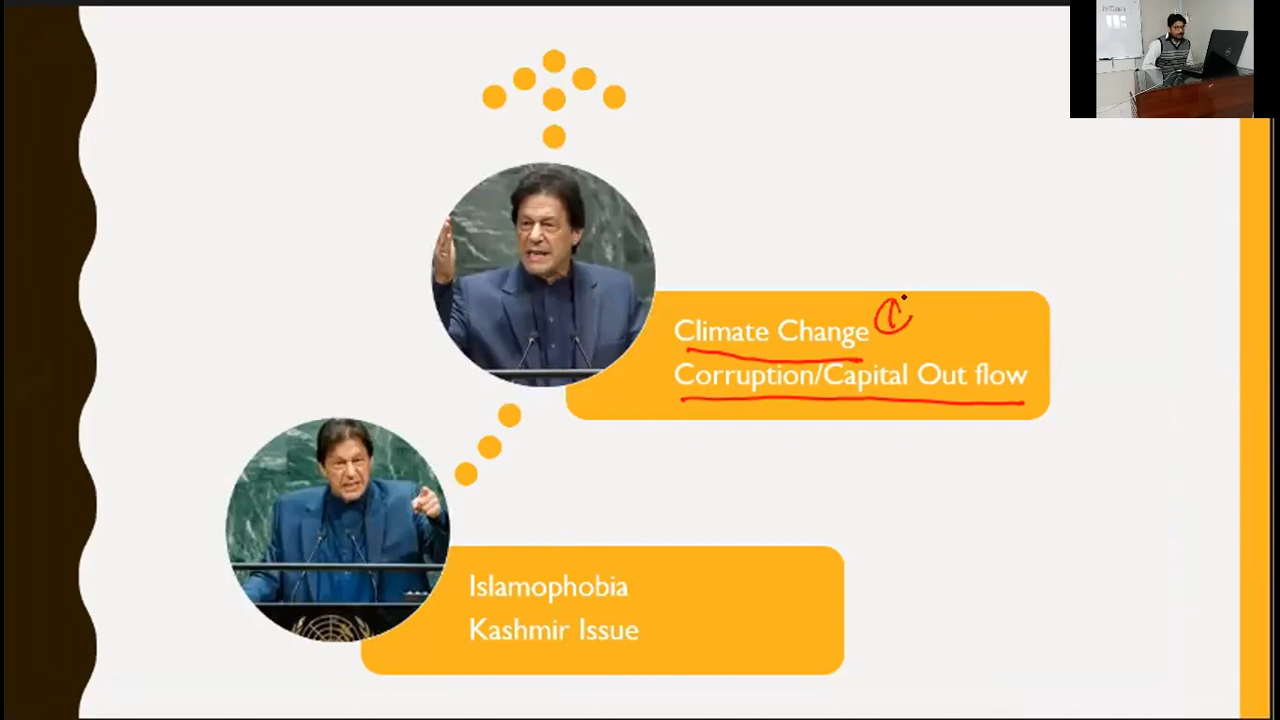 Climate Change
Corruption/Capital Out flow
Islamophobia
Kashmir Issue